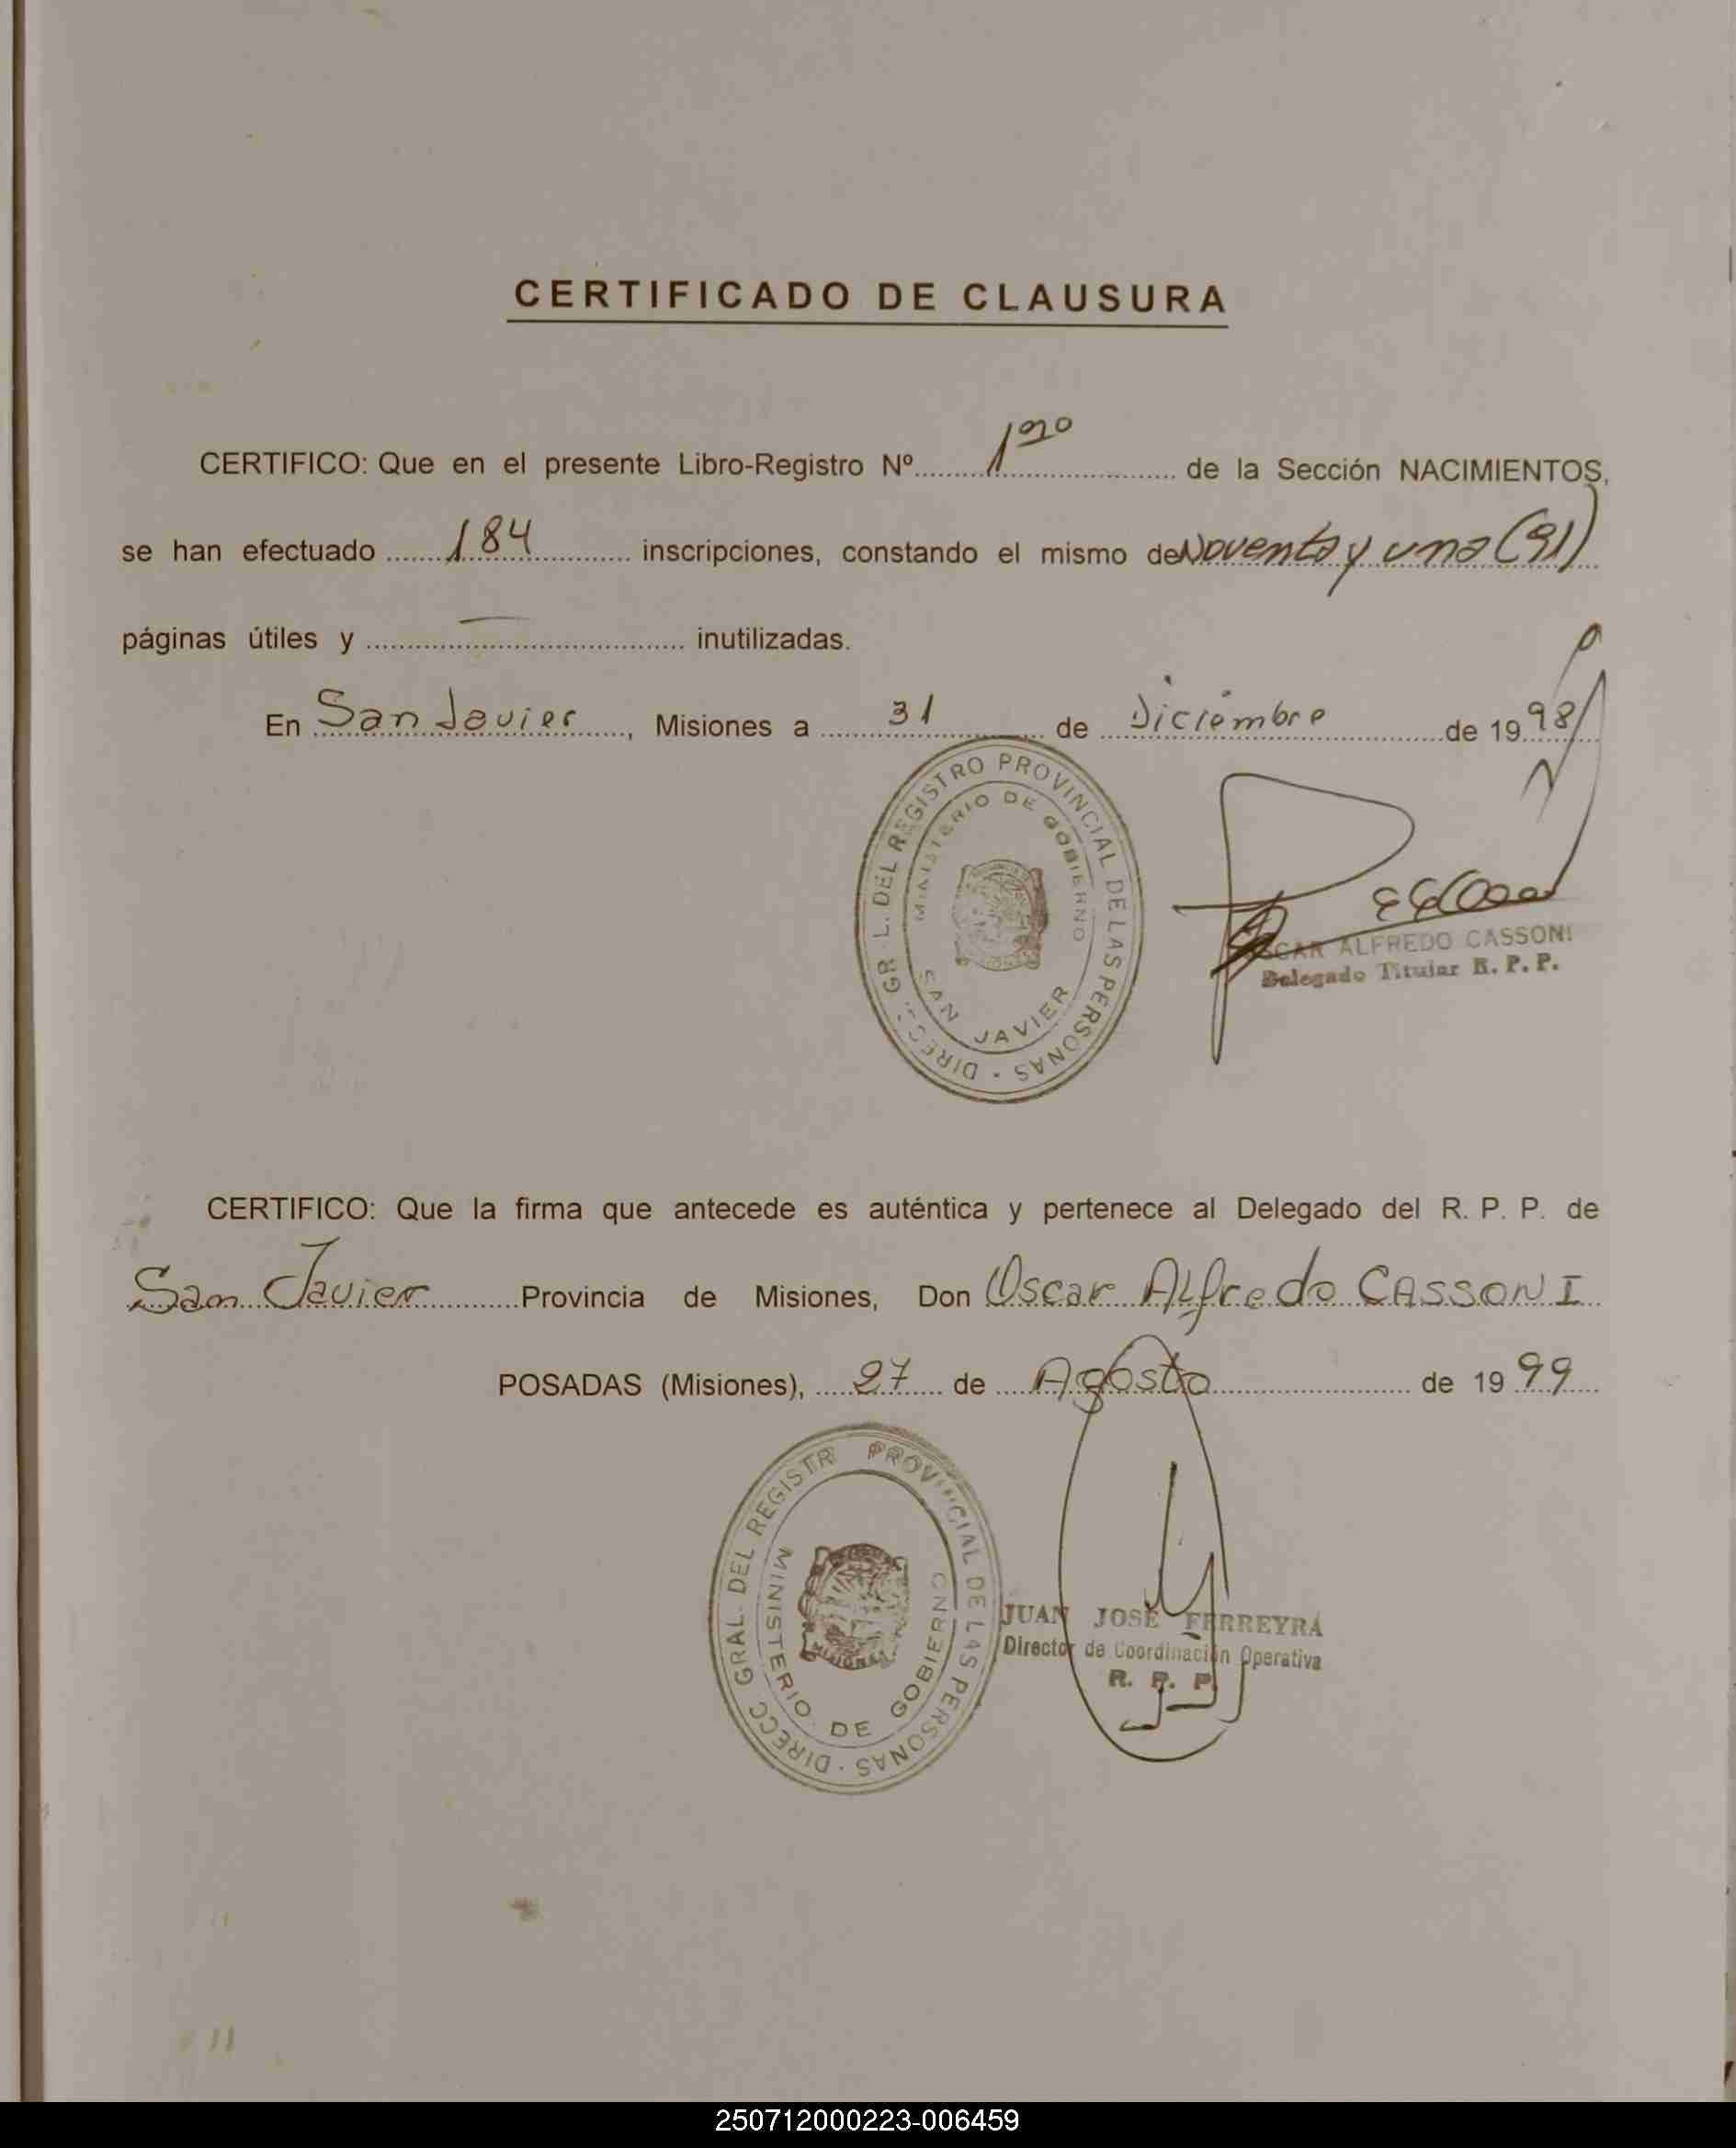 CERTIFICADO DE CLAUSURA
CERTIFICO: Que en el presente Libro-Registro Nº 1º de la Sección NACIMIENTOS,
se han efectuado 184 inscripciones, constando el mismo de Noventa y una (91)
páginas útiles y — inutilizadas.
En San Javier, Misiones a 31 de Diciembre de 1998
DIRECC. GRL. DEL REGISTRO PROVINCIAL DE LAS PERSONAS
MINISTERIO DE GOBIERNO
SAN JAVIER
OSCAR ALFREDO CASSONI
Delegado Titular R. P. P.
CERTIFICO: Que la firma que antecede es auténtica y pertenece al Delegado del R. P. P. de
San Javier Provincia de Misiones, Don Oscar Alfredo CASSONI
POSADAS (Misiones), 27 de Agosto de 1999
DIRECC. GRAL. DEL REGISTR PROVINCIAL DE LAS PERSONAS
MINISTERIO DE GOBIERNO
MISIONES
JUAN JOSE FERREYRA
Director de Coordinación Operativa
R. P. P.
250712000223-006459